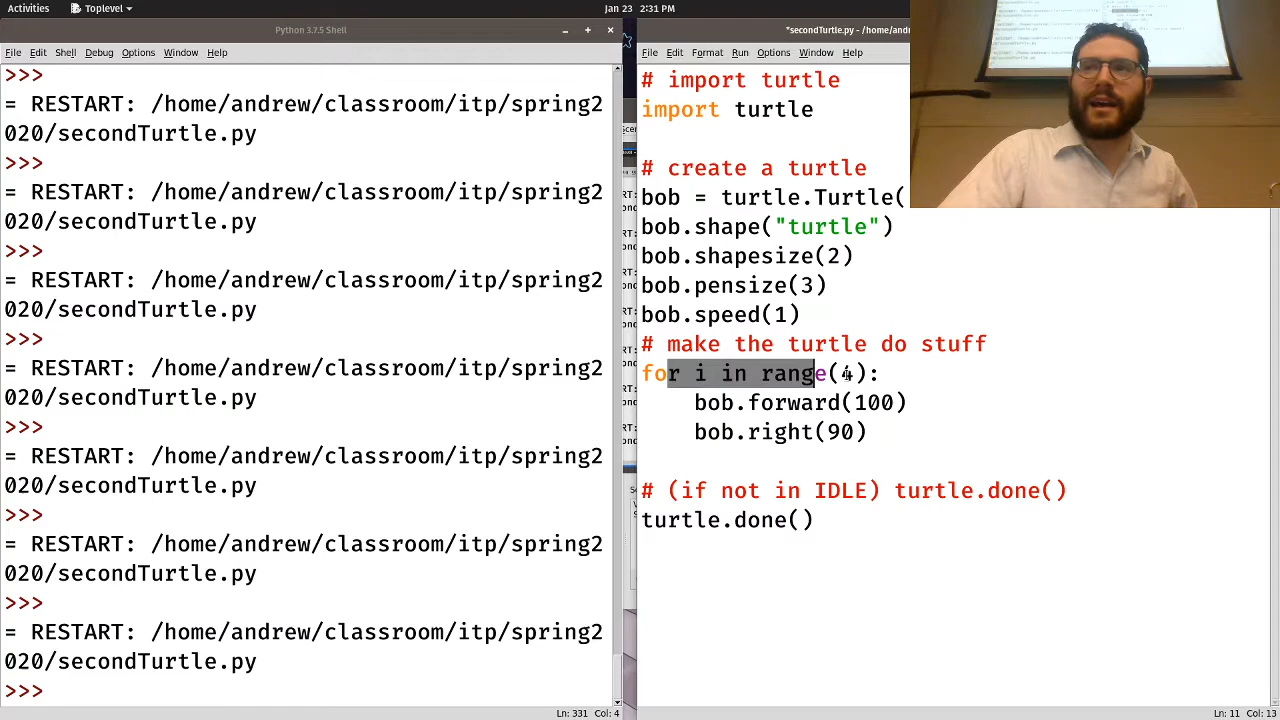 Activities Toplevel Jan 23 2:31 PM
Python 3.7.5 Shell
File Edit Shell Debug Options Window Help
>>>
= RESTART: /home/andrew/classroom/itp/spring2
020/secondTurtle.py
>>>
= RESTART: /home/andrew/classroom/itp/spring2
020/secondTurtle.py
>>>
= RESTART: /home/andrew/classroom/itp/spring2
020/secondTurtle.py
>>>
= RESTART: /home/andrew/classroom/itp/spring2
020/secondTurtle.py
>>>
= RESTART: /home/andrew/classroom/itp/spring2
020/secondTurtle.py
>>>
= RESTART: /home/andrew/classroom/itp/spring2
020/secondTurtle.py
>>>
= RESTART: /home/andrew/classroom/itp/spring2
020/secondTurtle.py
>>>
Ln: 331 Col: 4
*secondTurtle.py - /home/andrew/
File Edit Format Run Options Window Help
# import turtle
import turtle
# create a turtle
bob = turtle.Turtle(
bob.shape("turtle")
bob.shapesize(2)
bob.pensize(3)
bob.speed(1)
# make the turtle do stuff
for i in range(4):
bob.forward(100)
bob.right(90)
# (if not in IDLE) turtle.done()
turtle.done()
Ln: 11 Col: 13